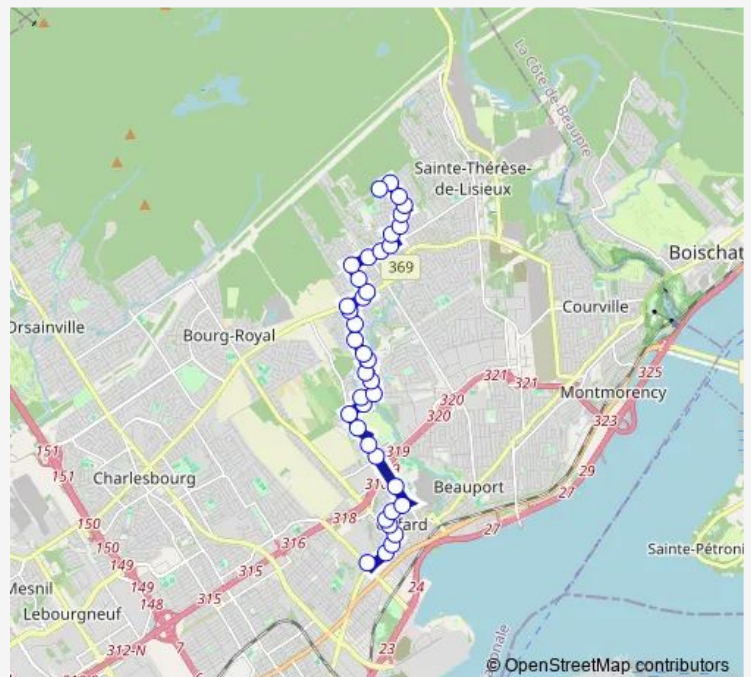 La Côte-de-Beaupré
Sainte-Thérèse-
de-Lisieux
369
Boischat
Orsainville
Bourg-Royal
Courville
325
321
321
320
320
Montmorency
323
151
151
319
Charlesbourg
318
Beauport
29
27
150
150
316
27
149
315
Sainte-Pétroni
Mesnil
149
315
148
24
Lebourgneuf
7
312-N
23
© OpenStreetMap contributors